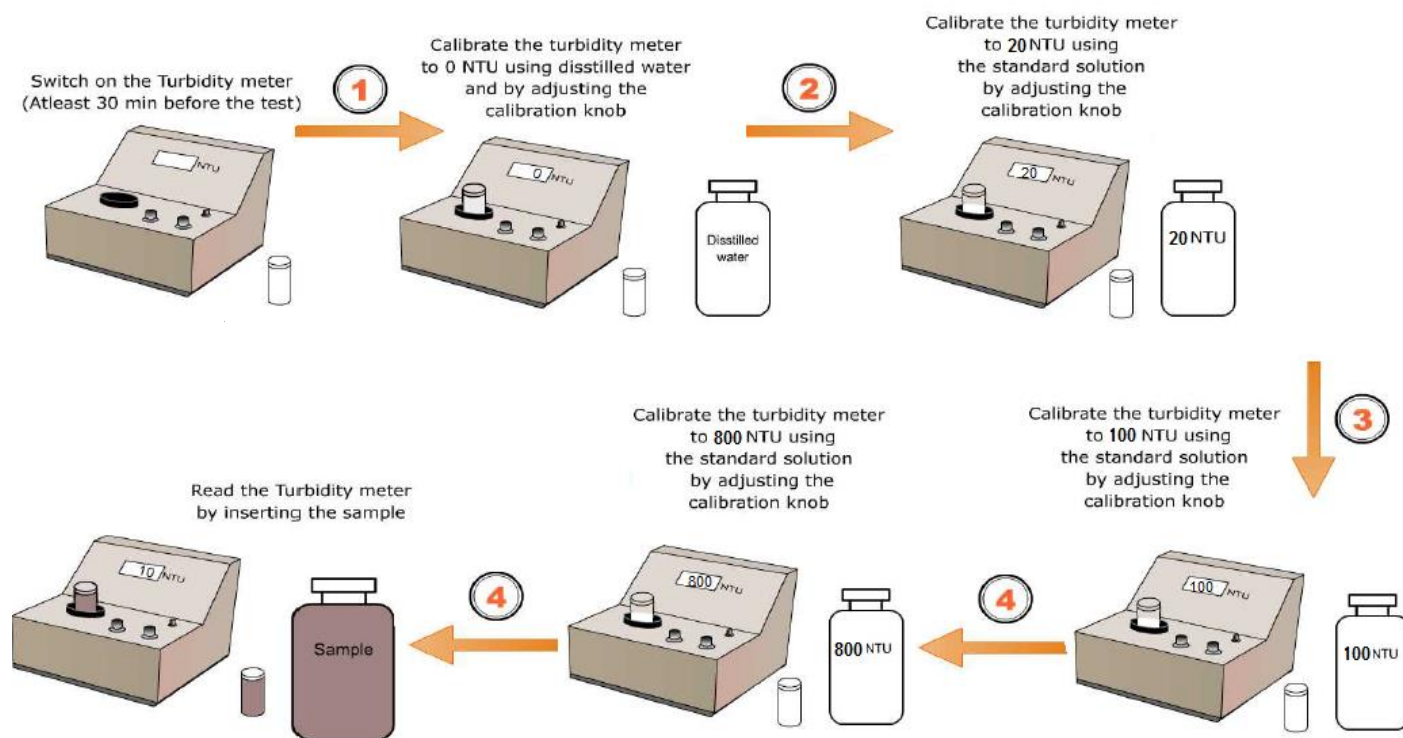 Switch on the Turbidity meter
(Atleast 30 min before the test)
NTU
1
Calibrate the turbidity meter
to 0 NTU using disstilled water
and by adjusting the
calibration knob
0 NTU
Disstilled
water
2
Calibrate the turbidity meter
to 20 NTU using
the standard solution
by adjusting the
calibration knob
20 NTU
20 NTU
3
Calibrate the turbidity meter
to 100 NTU using
the standard solution
by adjusting the
calibration knob
100 NTU
100 NTU
4
Calibrate the turbidity meter
to 800 NTU using
the standard solution
by adjusting the
calibration knob
800 NTU
800 NTU
4
Read the Turbidity meter
by inserting the sample
10 NTU
Sample